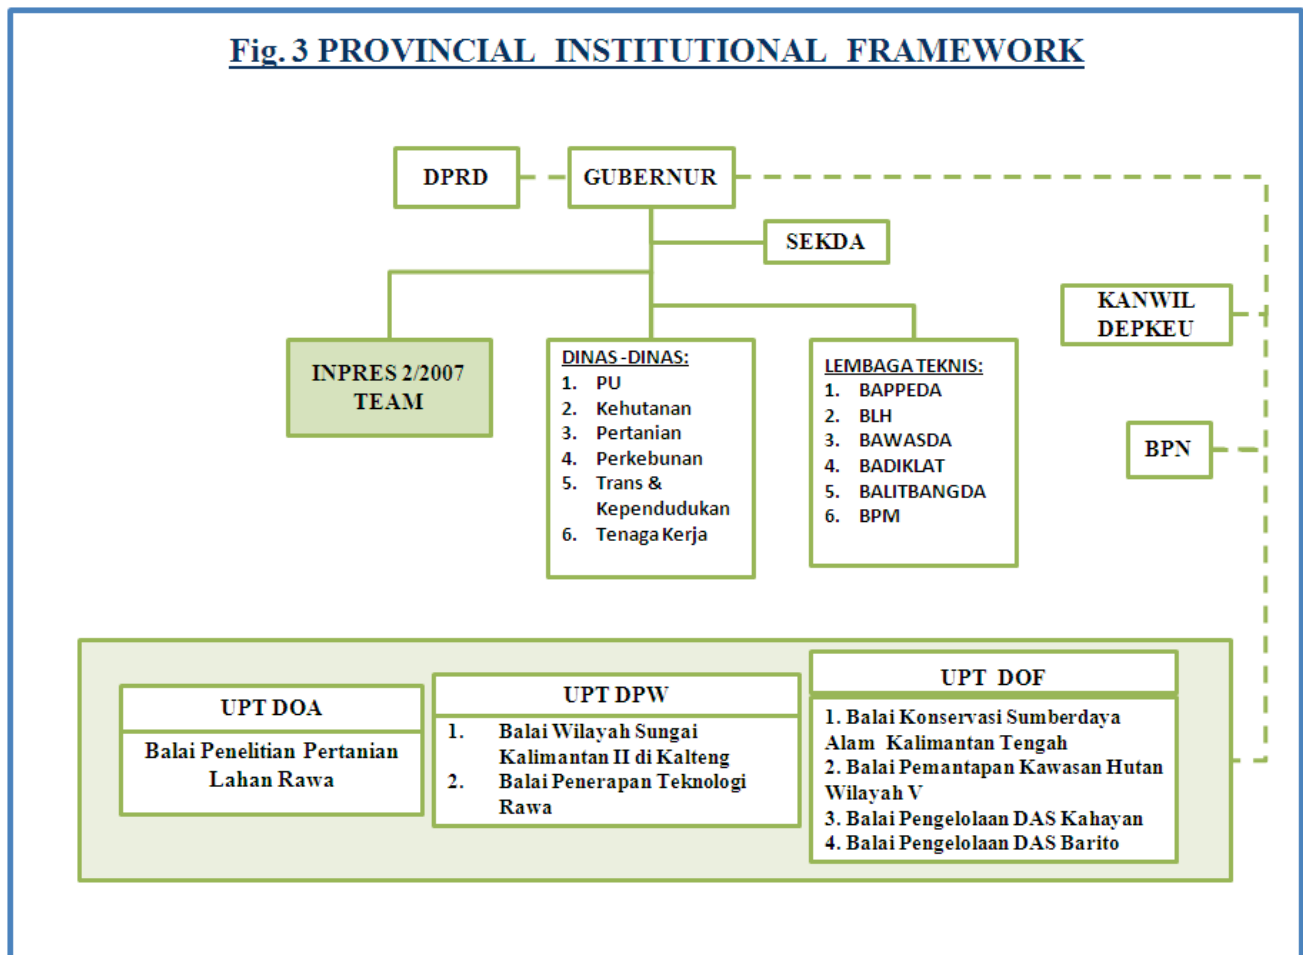 Fig. 3 PROVINCIAL INSTITUTIONAL FRAMEWORK
DPRD
GUBERNUR
SEKDA
KANWIL
DEPKEU
INPRES 2/2007
TEAM
DINAS -DINAS:
1. PU
2. Kehutanan
3. Pertanian
4. Perkebunan
5. Trans &
Kependudukan
6. Tenaga Kerja
LEMBAGA TEKNIS:
1. BAPPEDA
2. BLH
3. BAWASDA
4. BADIKLAT
5. BALITBANGDA
6. BPM
BPN
UPT DOA
Balai Penelitian Pertanian
Lahan Rawa
UPT DPW
1. Balai Wilayah Sungai
Kalimantan II di Kalteng
2. Balai Penerapan Teknologi
Rawa
UPT DOF
1. Balai Konservasi Sumberdaya
Alam Kalimantan Tengah
2. Balai Pemantapan Kawasan Hutan
Wilayah V
3. Balai Pengelolaan DAS Kahayan
4. Balai Pengelolaan DAS Barito